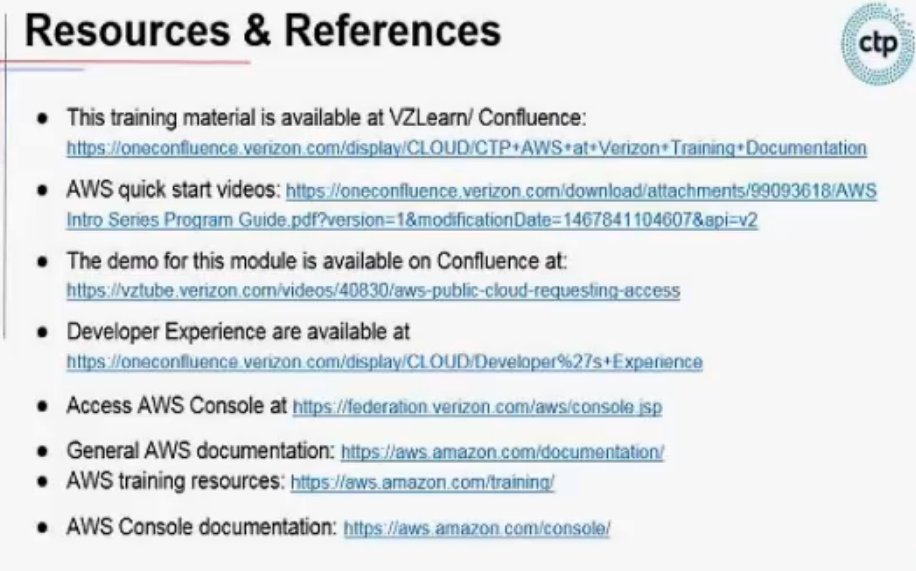 Resources & References
ctp
● This training material is available at VZLearn/ Confluence:
https://oneconfluence.verizon.com/display/CLOUD/CTP+AWS+at+Verizon+Training+Documentation
● AWS quick start videos: https://oneconfluence.verizon.com/download/attachments/99093618/AWS
Intro Series Program Guide.pdf?version=1&modificationDate=1467841104607&api=v2
● The demo for this module is available on Confluence at:
https://vztube.verizon.com/videos/40830/aws-public-cloud-requesting-access
● Developer Experience are available at
https://oneconfluence.verizon.com/display/CLOUD/Developer%27s+Experience
● Access AWS Console at https://federation.verizon.com/aws/console.jsp
● General AWS documentation: https://aws.amazon.com/documentation/
● AWS training resources: https://aws.amazon.com/training/
● AWS Console documentation: https://aws.amazon.com/console/